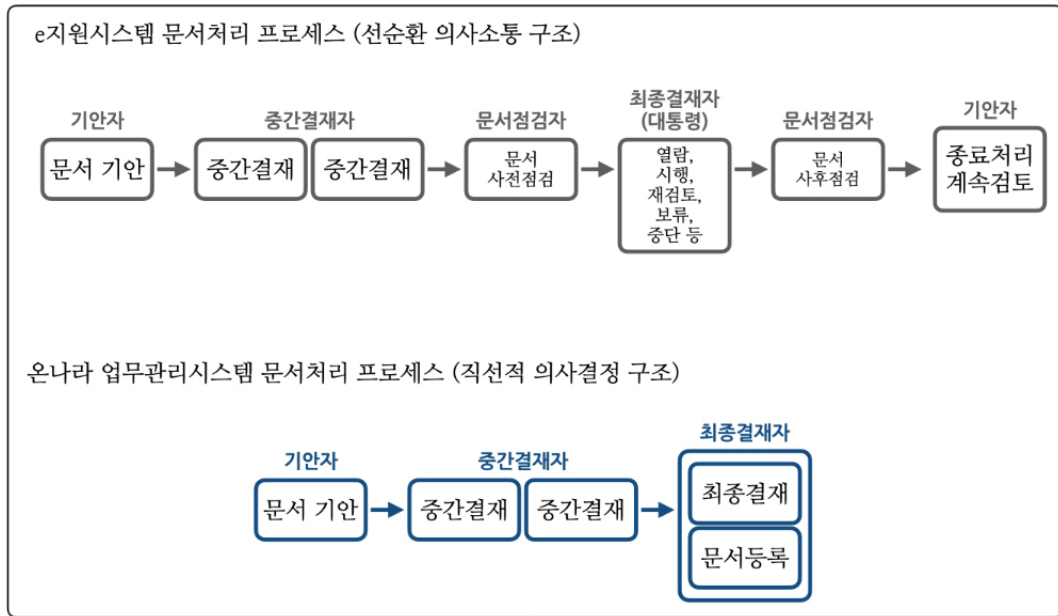 e지원시스템 문서처리 프로세스 (선순환 의사소통 구조)
기안자
문서 기안
중간결재자
중간결재
중간결재
문서점검자
문서
사전점검
최종결재자
(대통령)
열람,
시행,
재검토,
보류,
중단 등
문서점검자
문서
사후점검
기안자
종료처리
계속검토
온나라 업무관리시스템 문서처리 프로세스 (직선적 의사결정 구조)
기안자
문서 기안
중간결재자
중간결재
중간결재
최종결재자
최종결재
문서등록